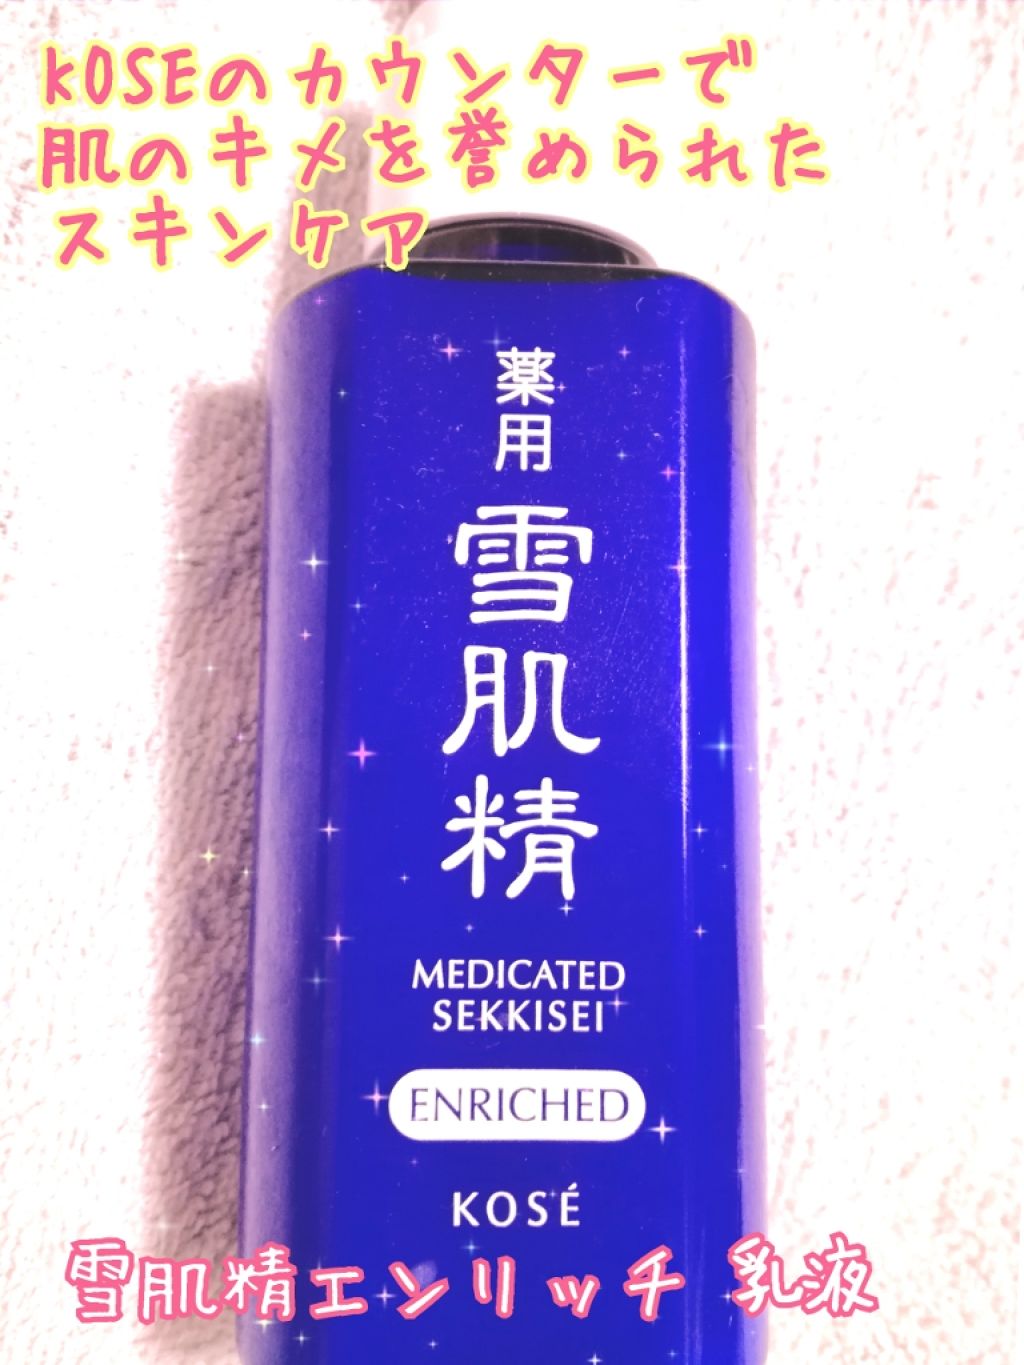 KOSEのカウンターで
肌のキメを誉められた
スキンケア
薬用
雪肌精
MEDICATED
SEKKISEI
ENRICHED
KOSÉ
雪肌精エンリッチ 乳液